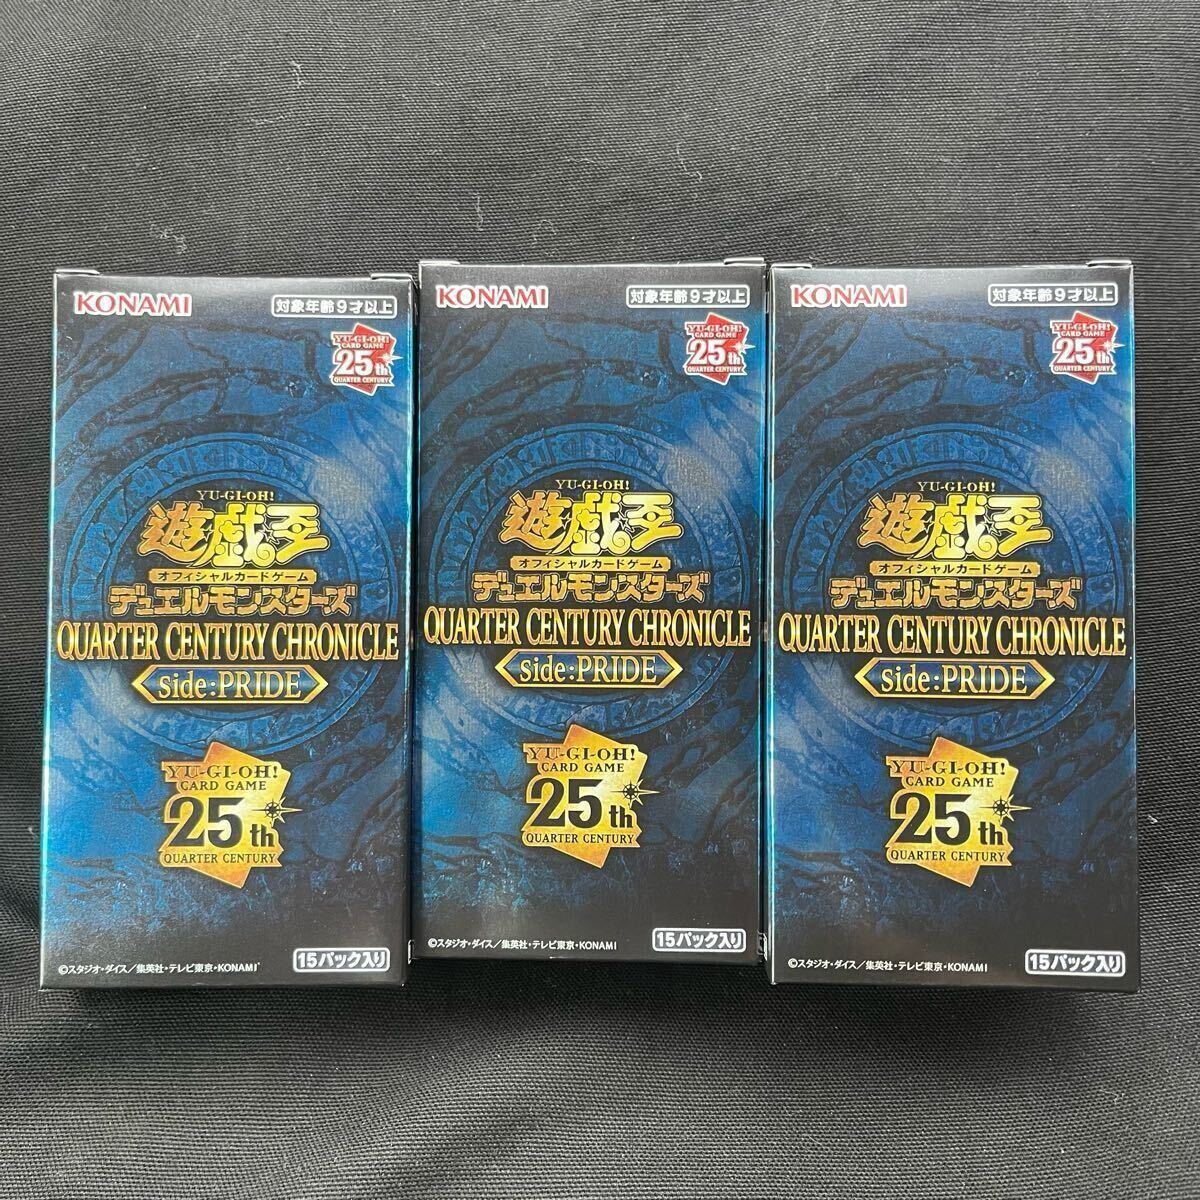 KONAMI
対象年齢9才以上
YU-GI-OH!
CARD GAME
25th
QUARTER CENTURY
YU-GI-OH!
遊戯王
オフィシャルカードゲーム
デュエルモンスターズ
QUARTER CENTURY CHRONICLE
side:PRIDE
YU-GI-OH!
CARD GAME
25th
QUARTER CENTURY
©スタジオ・ダイス／集英社・テレビ東京・KONAMI
15パック入り
KONAMI
対象年齢9才以上
YU-GI-OH!
CARD GAME
25th
QUARTER CENTURY
YU-GI-OH!
遊戯王
オフィシャルカードゲーム
デュエルモンスターズ
QUARTER CENTURY CHRONICLE
side:PRIDE
YU-GI-OH!
CARD GAME
25th
QUARTER CENTURY
©スタジオ・ダイス／集英社・テレビ東京・KONAMI
15パック入り
KONAMI
対象年齢9才以上
YU-GI-OH!
CARD GAME
25th
QUARTER CENTURY
YU-GI-OH!
遊戯王
オフィシャルカードゲーム
デュエルモンスターズ
QUARTER CENTURY CHRONICLE
side:PRIDE
YU-GI-OH!
CARD GAME
25th
QUARTER CENTURY
©スタジオ・ダイス／集英社・テレビ東京・KONAMI
15パック入り